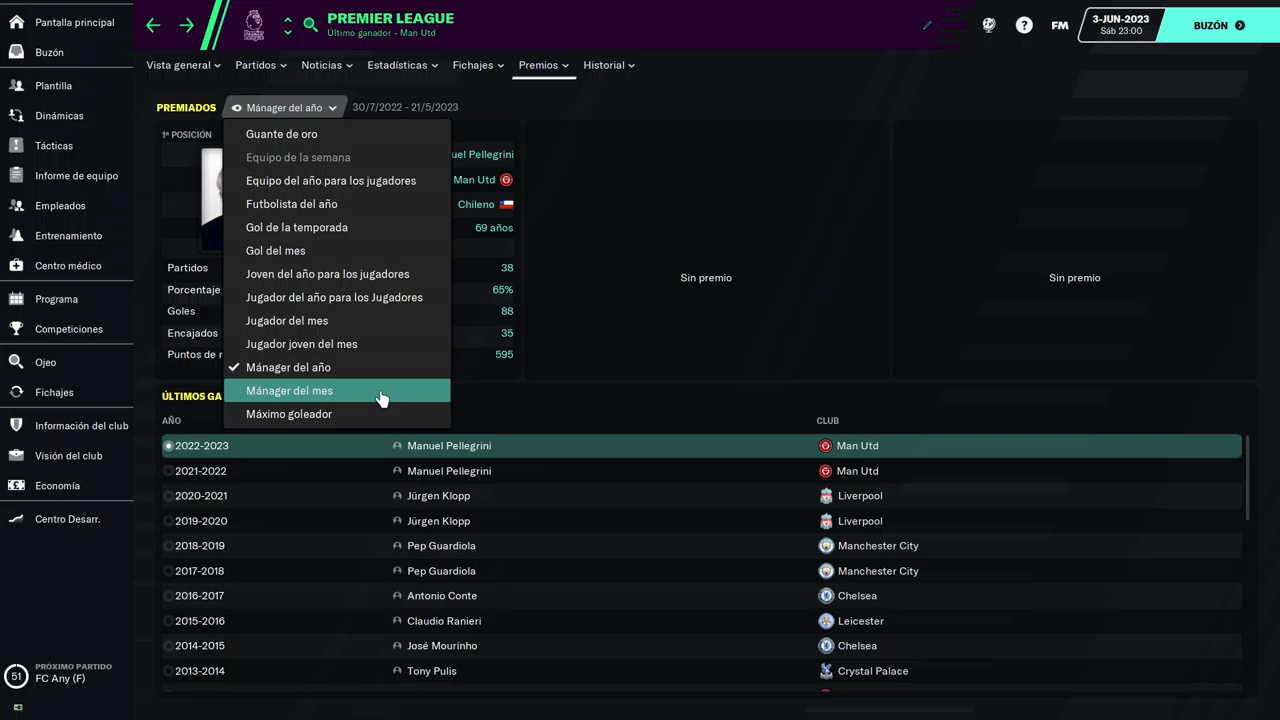 Pantalla principal
Buzón
Plantilla
Dinámicas
Tácticas
Informe de equipo
Empleados
Entrenamiento
Centro médico
Programa
Competiciones
Ojeo
Fichajes
Información del club
Visión del club
Economía
Centro Desarr.
51
PRÓXIMO PARTIDO
FC Any (F)
PREMIER LEAGUE
Último ganador - Man Utd
?
FM
3-JUN-2023
Sáb 23:00
BUZÓN
Vista general
Partidos
Noticias
Estadísticas
Fichajes
Premios
Historial
PREMIADOS
Mánager del año
30/7/2022 - 21/5/2023
1ª POSICIÓN
Guante de oro
Equipo de la semana
Equipo del año para los jugadores
Futbolista del año
Gol de la temporada
Gol del mes
Joven del año para los jugadores
Jugador del año para los Jugadores
Jugador del mes
Jugador joven del mes
Mánager del año
Mánager del mes
Máximo goleador
uel Pellegrini
Man Utd
Chileno
69 años
Partidos 38
Porcentaje 65%
Goles 88
Encajados 35
Puntos de r 595
Sin premio
Sin premio
ÚLTIMOS GA
AÑO CLUB
2022-2023 Manuel Pellegrini Man Utd
2021-2022 Manuel Pellegrini Man Utd
2020-2021 Jürgen Klopp Liverpool
2019-2020 Jürgen Klopp Liverpool
2018-2019 Pep Guardiola Manchester City
2017-2018 Pep Guardiola Manchester City
2016-2017 Antonio Conte Chelsea
2015-2016 Claudio Ranieri Leicester
2014-2015 José Mourinho Chelsea
2013-2014 Tony Pulis Crystal Palace